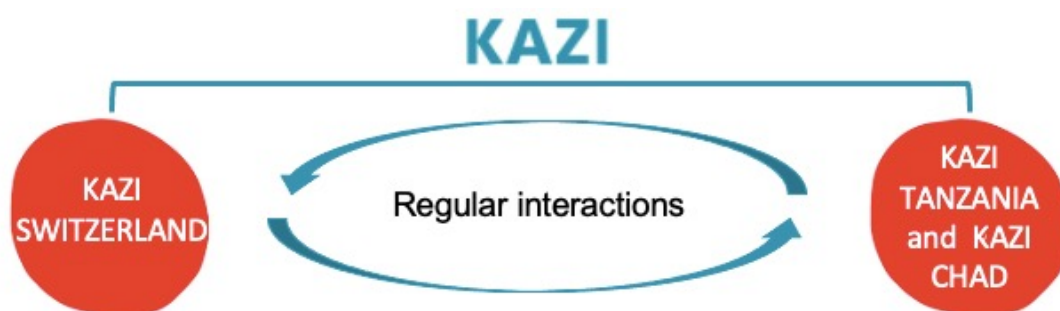 KAZI
KAZI
SWITZERLAND
Regular interactions
KAZI
TANZANIA
and KAZI
CHAD